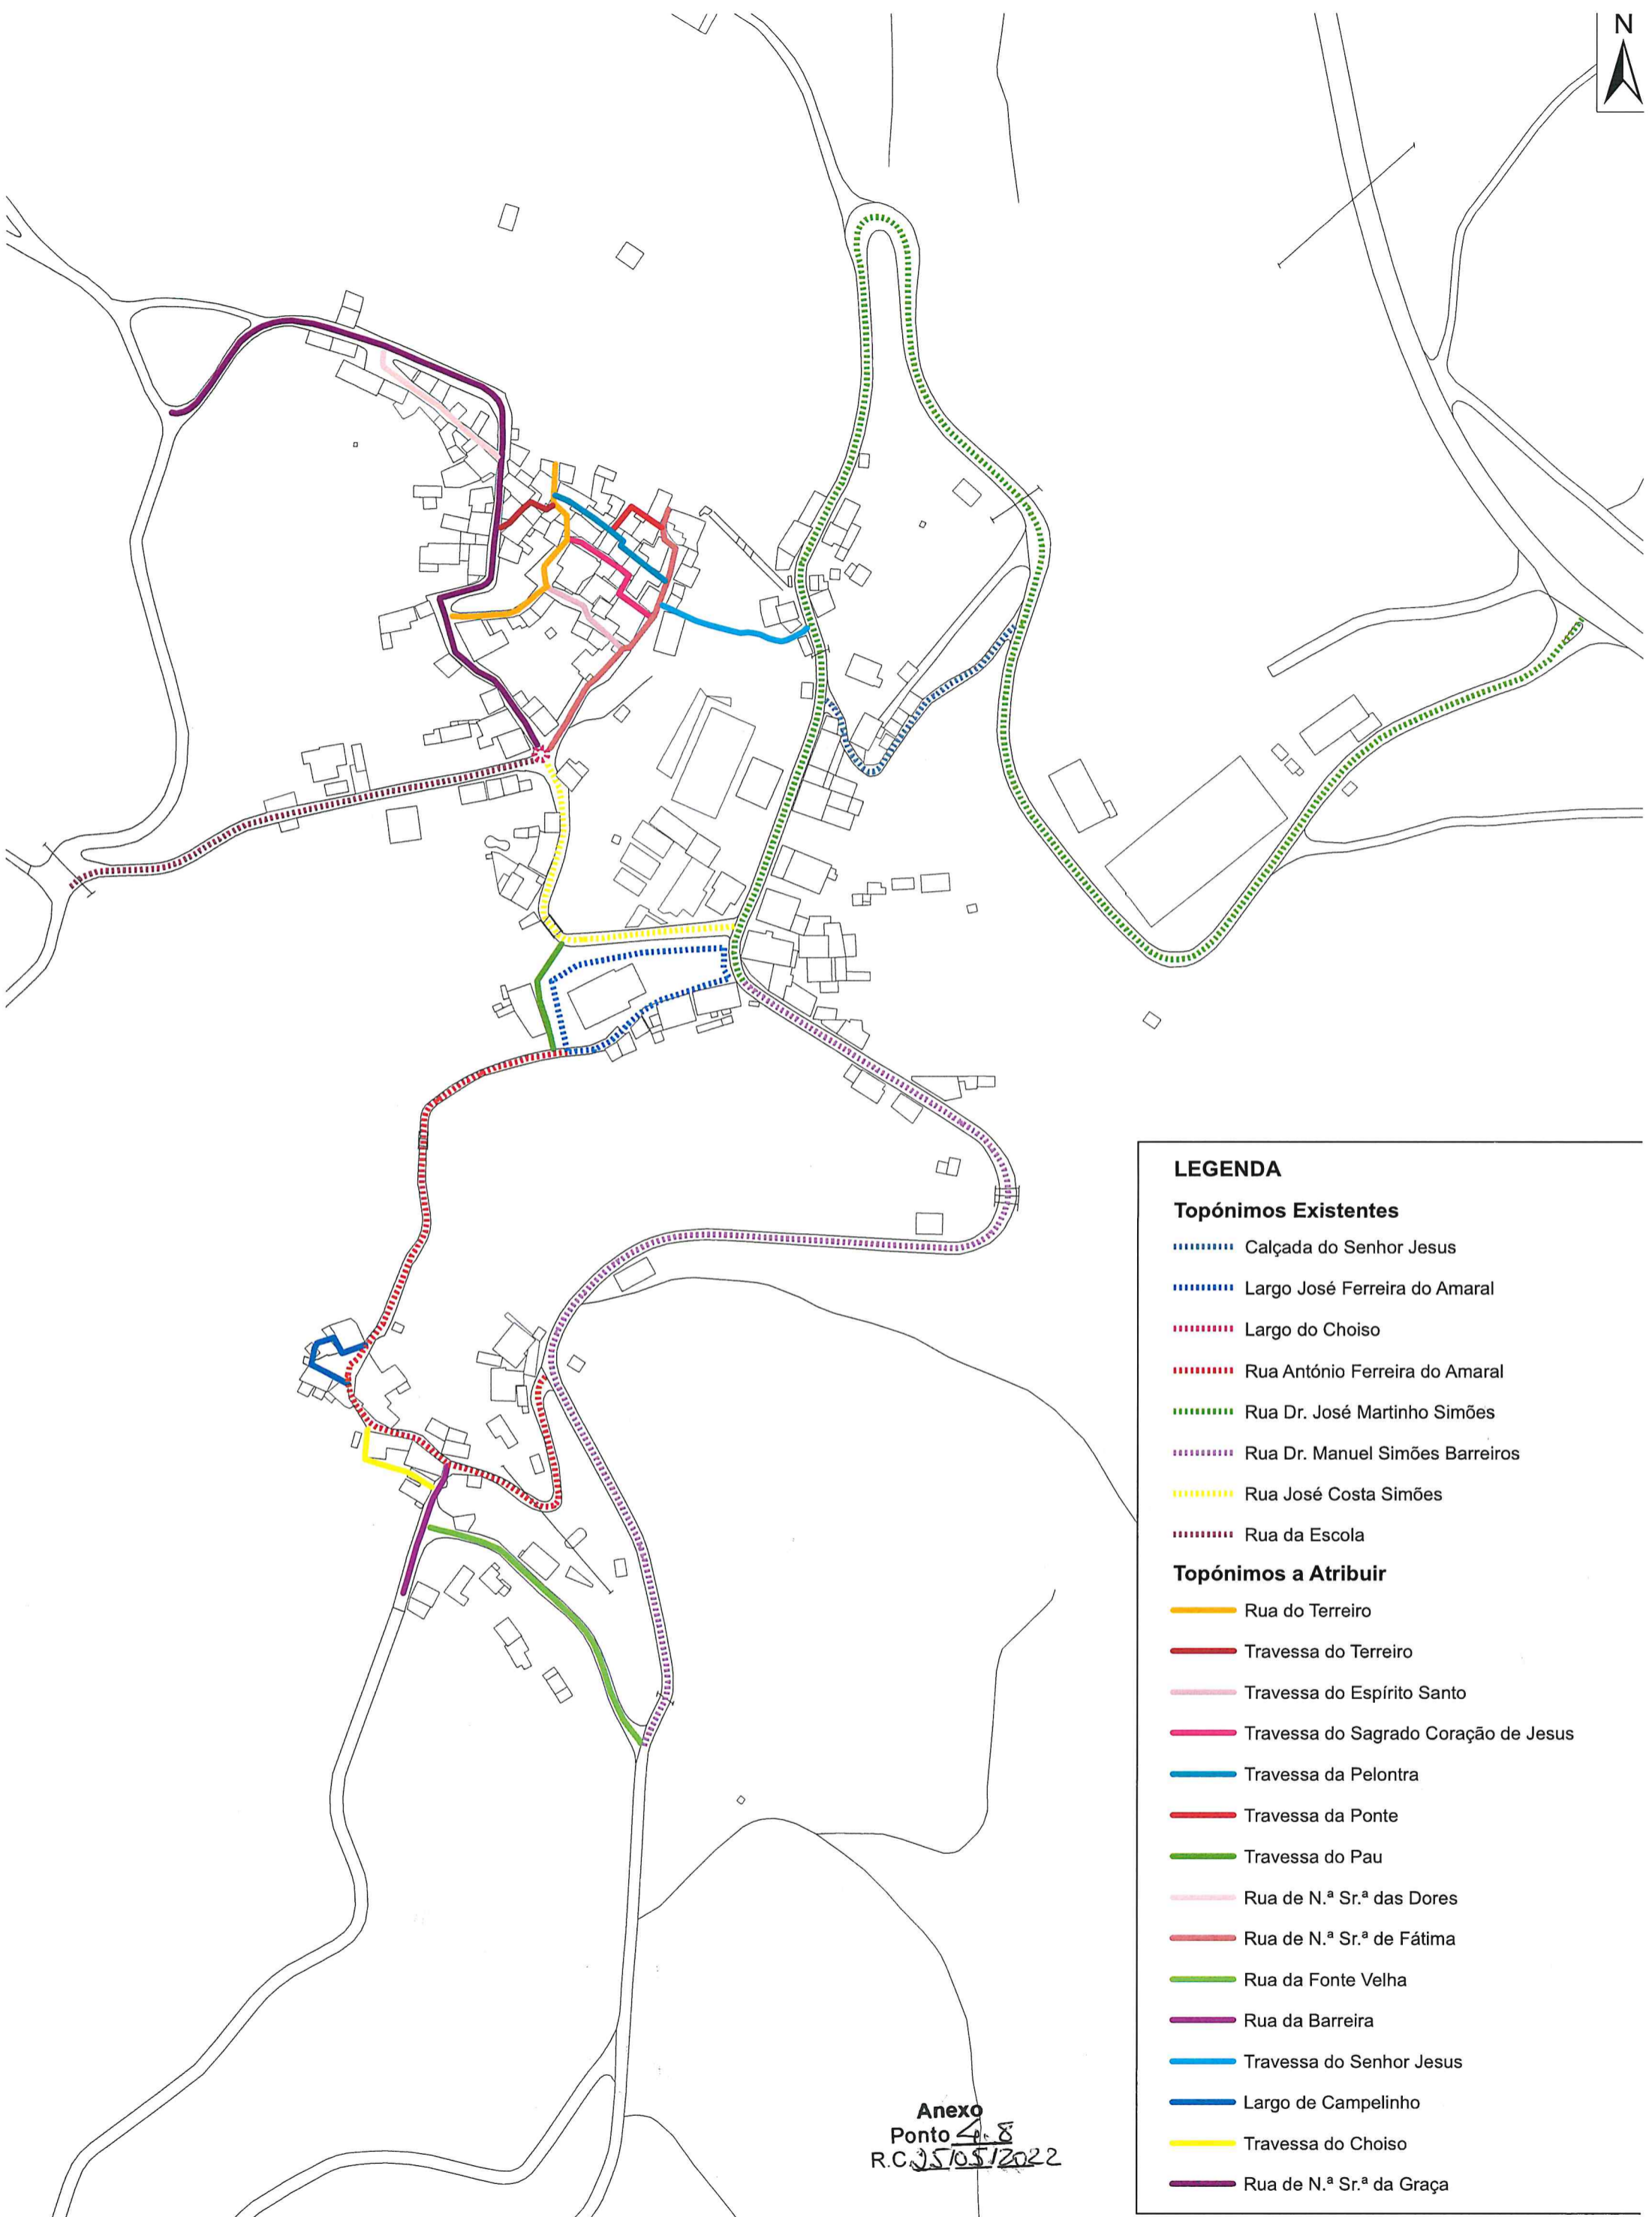 N
LEGENDA
Topónimos Existentes
Calçada do Senhor Jesus
Largo José Ferreira do Amaral
Largo do Choiso
Rua António Ferreira do Amaral
Rua Dr. José Martinho Simões
Rua Dr. Manuel Simões Barreiros
Rua José Costa Simões
Rua da Escola
Topónimos a Atribuir
Rua do Terreiro
Travessa do Terreiro
Travessa do Espírito Santo
Travessa do Sagrado Coração de Jesus
Travessa da Pelontra
Travessa da Ponte
Travessa do Pau
Rua de N.ª Sr.ª das Dores
Rua de N.ª Sr.ª de Fátima
Rua da Fonte Velha
Rua da Barreira
Travessa do Senhor Jesus
Largo de Campelinho
Travessa do Choiso
Rua de N.ª Sr.ª da Graça
Anexo
Ponto 4.8
R.C. 25/05/2022